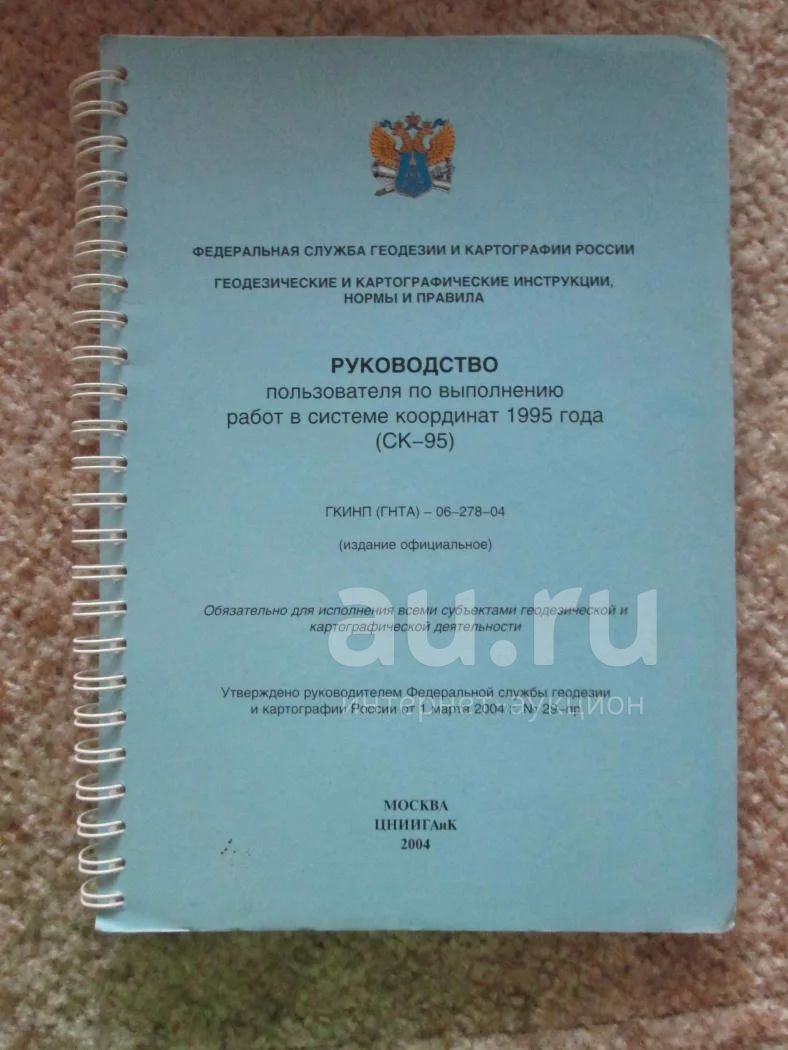 ФЕДЕРАЛЬНАЯ СЛУЖБА ГЕОДЕЗИИ И КАРТОГРАФИИ РОССИИ
ГЕОДЕЗИЧЕСКИЕ И КАРТОГРАФИЧЕСКИЕ ИНСТРУКЦИИ,
НОРМЫ И ПРАВИЛА
РУКОВОДСТВО
пользователя по выполнению
работ в системе координат 1995 года
(СК–95)
ГКИНП (ГНТА) – 06–278–04
(издание официальное)
Обязательно для исполнения всеми субъектами геодезической и
картографической деятельности
au.ru
Утверждено руководителем Федеральной службы геодезии
и картографии России от 1 марта 2004 г. № 29–пр
интернет-аукцион
МОСКВА
ЦНИИГАиК
2004